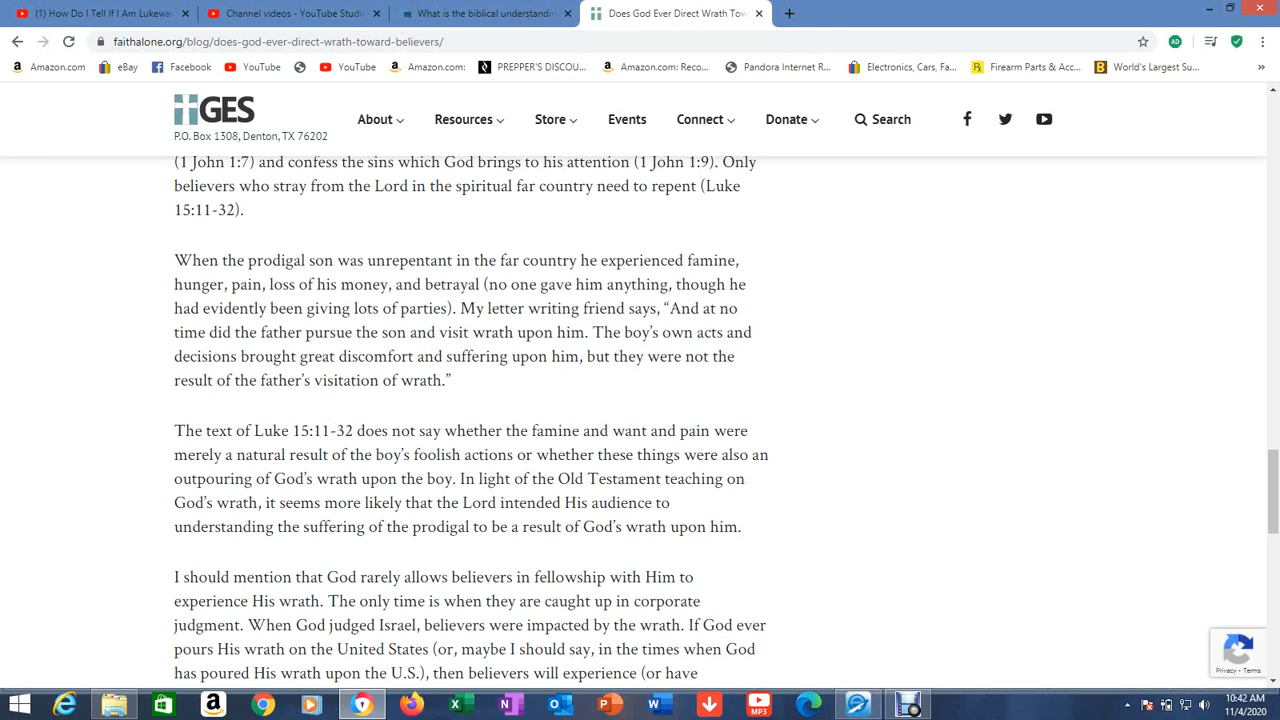 (1) How Do I Tell If I Am Lukewa
Channel videos - YouTube Studi
What is the biblical understandin
Does God Ever Direct Wrath Tow
faithalone.org/blog/does-god-ever-direct-wrath-toward-believers/
Amazon.com
eBay
Facebook
YouTube
YouTube
Amazon.com:
PREPPER'S DISCOU...
Amazon.com: Reco...
Pandora Internet R...
Electronics, Cars, Fa...
Firearm Parts & Acc...
World's Largest Su...
GES
P.O. Box 1308, Denton, TX 76202
About
Resources
Store
Events
Connect
Donate
Search
(1 John 1:7) and confess the sins which God brings to his attention (1 John 1:9). Only
believers who stray from the Lord in the spiritual far country need to repent (Luke
15:11-32).
When the prodigal son was unrepentant in the far country he experienced famine,
hunger, pain, loss of his money, and betrayal (no one gave him anything, though he
had evidently been giving lots of parties). My letter writing friend says, “And at no
time did the father pursue the son and visit wrath upon him. The boy’s own acts and
decisions brought great discomfort and suffering upon him, but they were not the
result of the father’s visitation of wrath.”
The text of Luke 15:11-32 does not say whether the famine and want and pain were
merely a natural result of the boy’s foolish actions or whether these things were also an
outpouring of God’s wrath upon the boy. In light of the Old Testament teaching on
God’s wrath, it seems more likely that the Lord intended His audience to
understanding the suffering of the prodigal to be a result of God’s wrath upon him.
I should mention that God rarely allows believers in fellowship with Him to
experience His wrath. The only time is when they are caught up in corporate
judgment. When God judged Israel, believers were impacted by the wrath. If God ever
pours His wrath on the United States (or, maybe I should say, in the times when God
has poured His wrath upon the U.S.), then believers will experience (or have
Privacy - Terms
MP3
10:42 AM
11/4/2020